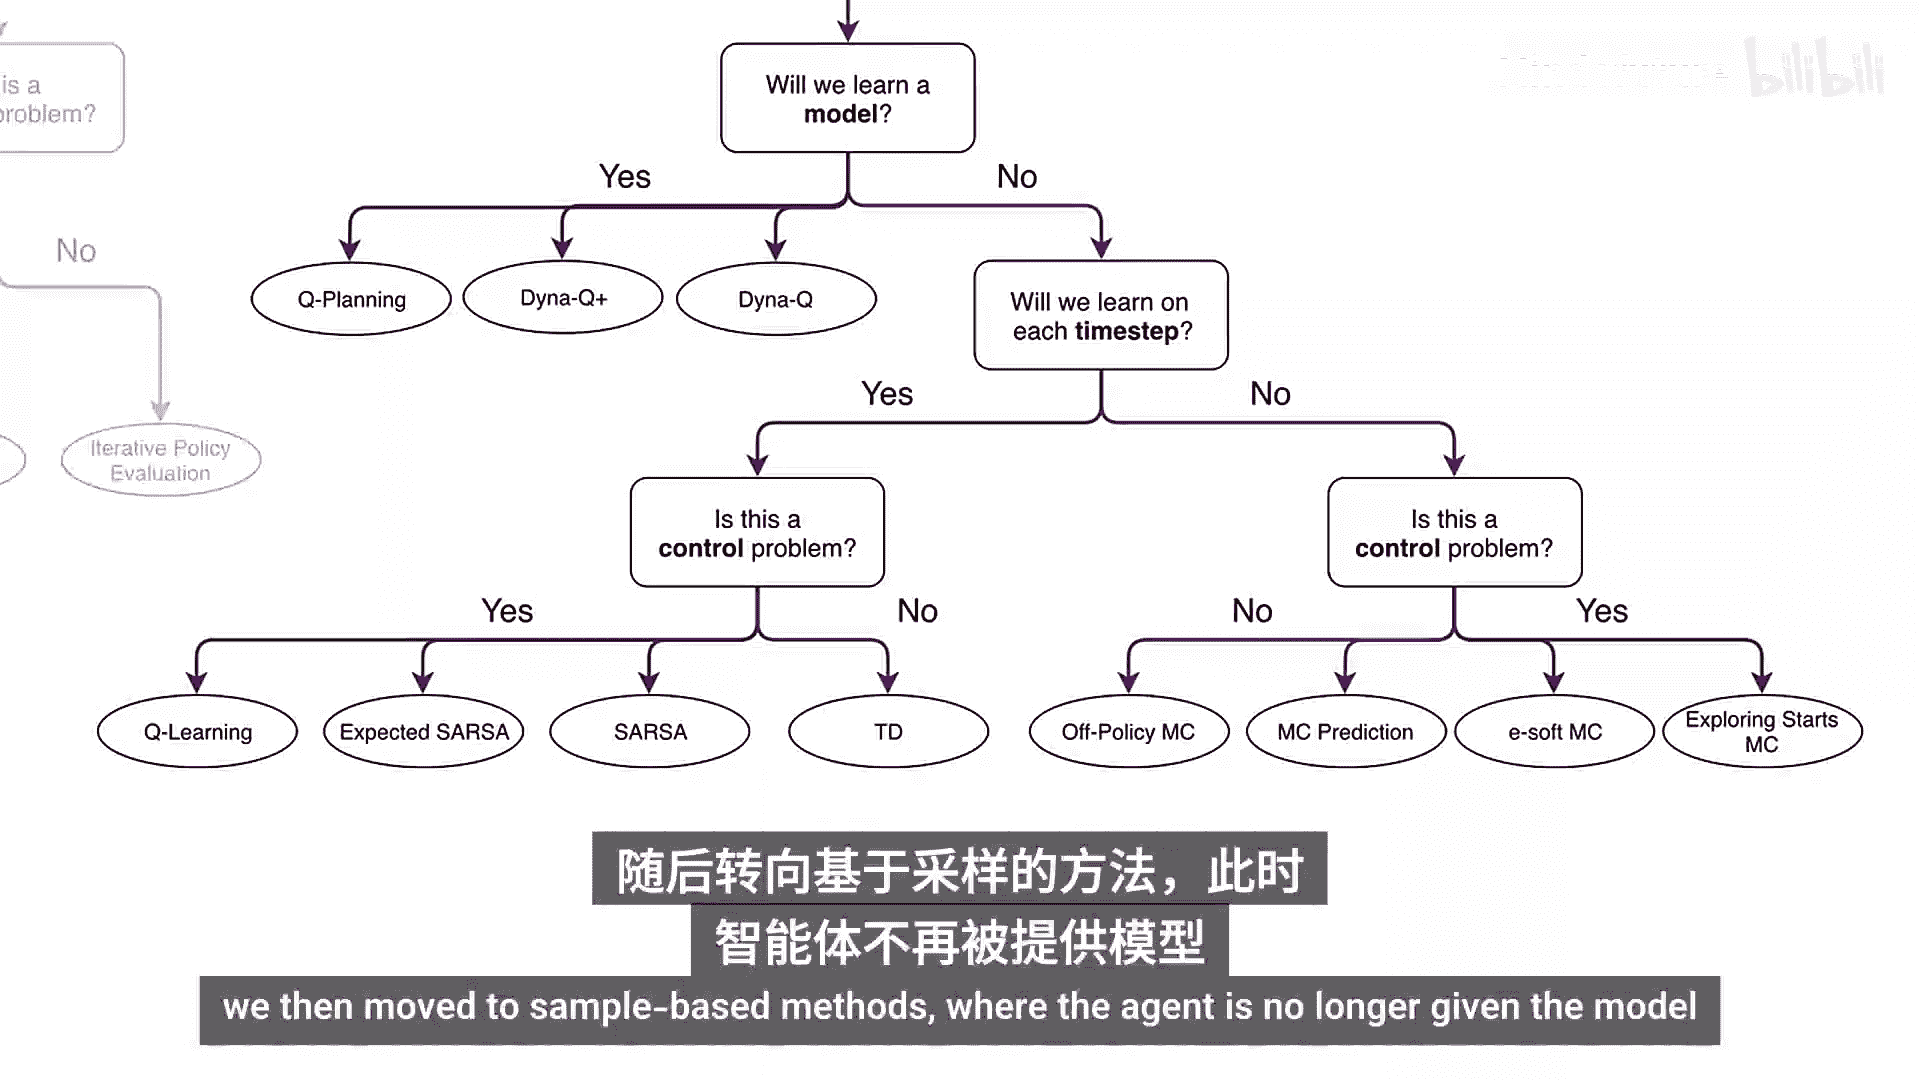 is a
problem?
Will we learn a
model?
bilibili
Yes
No
No
Q-Planning
Dyna-Q+
Dyna-Q
Will we learn on
each timestep?
Yes
No
Iterative Policy
Evaluation
Is this a
control problem?
Is this a
control problem?
Yes
No
No
Yes
Q-Learning
Expected SARSA
SARSA
TD
Off-Policy MC
MC Prediction
e-soft MC
Exploring Starts
MC
随后转向基于采样的方法，此时
智能体不再被提供模型
we then moved to sample-based methods, where the agent is no longer given the model